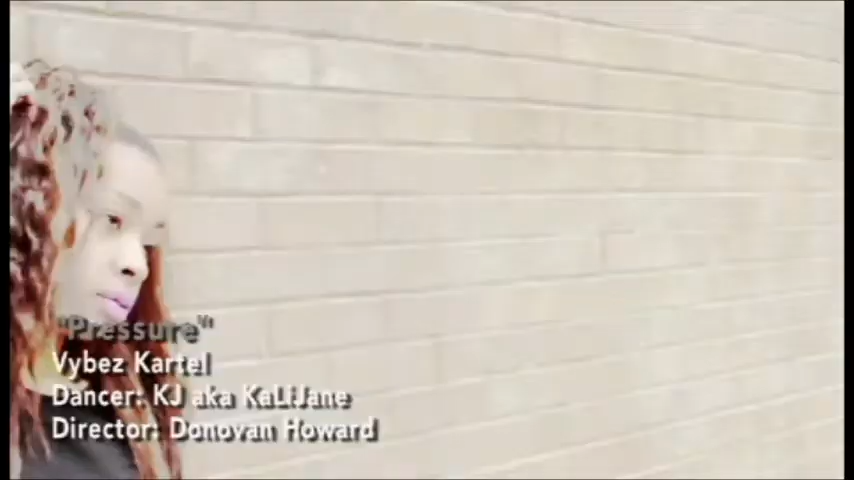 "Pressure"
Vybez Kartel
Dancer: KJ aka KaLiJane
Director: Donovan Howard